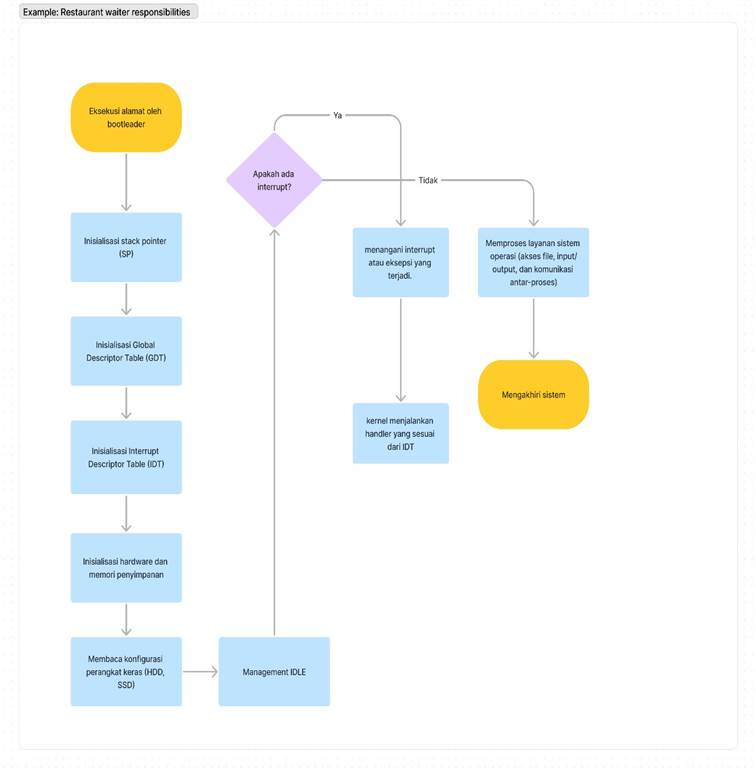 Example: Restaurant waiter responsibilities
Eksekusi alamat oleh
bootleader
Inisialisasi stack pointer
(SP)
Inisialisasi Global
Descriptor Table (GDT)
Inisialisasi Interrupt
Descriptor Table (IDT)
Inisialisasi hardware dan
memori penyimpanan
Membaca konfigurasi
perangkat keras (HDD,
SSD)
Management IDLE
Apakah ada
interrupt?
Ya
Tidak
menangani interrupt
atau eksepsi yang
terjadi.
kernel menjalankan
handler yang sesuai
dari IDT
Memproses layanan sistem
operasi (akses file, input/
output, dan komunikasi
antar-proses)
Mengakhiri sistem